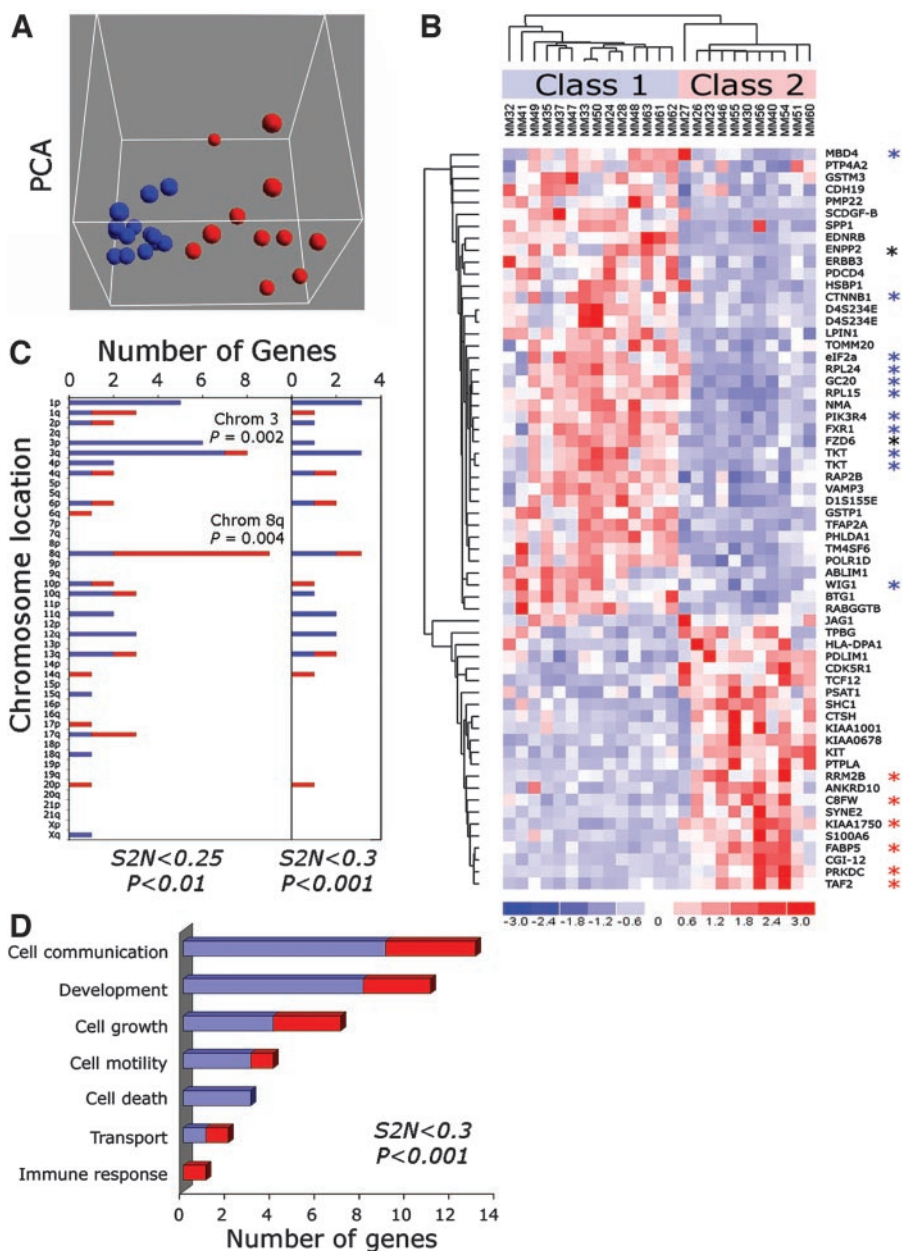 A
PCA
B
Class 1 Class 2
MM32 MM41 MM49 MM35 MM37 MM47 MM33 MM50 MM24 MM28 MM48 MM63 MM61 MM62 MM27 MM26 MM23 MM46 MM55 MM30 MM56 MM40 MM54 MM51 MM60
MBD4 *
PTP4A2
GSTM3
CDH19
PMP22
SCDGF-B
SPP1
EDNRB
ENPP2 *
ERBB3
PDCD4
HSBP1
CTNNB1 *
D4S234E
D4S234E
LPIN1
TOMM20
eIF2a *
RPL24 *
GC20 *
RPL15 *
NMA
PIK3R4 *
FXR1 *
FZD6 *
TKT *
TKT *
RAP2B
VAMP3
D1S155E
GSTP1
TFAP2A
PHLDA1
TM4SF6
POLR1D
ABLIM1
WIG1 *
BTG1
RABGGTB
JAG1
TPBG
HLA-DPA1
PDLIM1
CDK5R1
TCF12
PSAT1
SHC1
CTSH
KIAA1001
KIAA0678
KIT
PTPLA
RRM2B *
ANKRD10
C8FW *
SYNE2
KIAA1750 *
S100A6
FABP5 *
CGI-12
PRKDC *
TAF2 *
-3.0 -2.4 -1.8 -1.2 -0.6 0 0.6 1.2 1.8 2.4 3.0
C
Number of Genes
0 2 4 6 8 0 2 4
Chromosome location
1p
1q
2p
2q
3p
3q
4p
4q
5p
5q
6p
6q
7p
7q
8p
8q
9p
9q
10p
10q
11p
11q
12p
12q
13p
13q
14p
14q
15p
15q
16p
16q
17p
17q
18p
18q
19p
19q
20p
20q
21p
21q
Xp
Xq
Chrom 3
P = 0.002
Chrom 8q
P = 0.004
S2N<0.25 S2N<0.3
P<0.01 P<0.001
D
Cell communication
Development
Cell growth
Cell motility
Cell death
Transport
Immune response
S2N<0.3
P<0.001
0 2 4 6 8 10 12 14
Number of genes